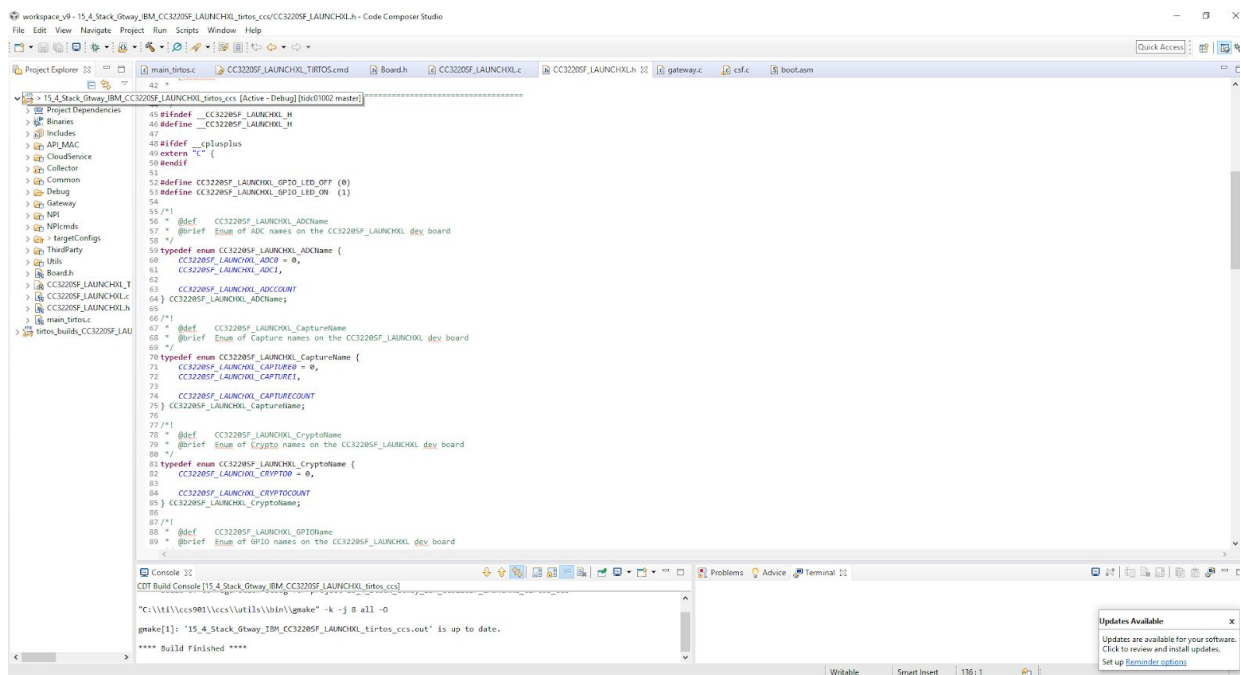 workspace_v9 - 15_4_Stack_Gtway_IBM_CC3220SF_LAUNCHXL_tirtos_ccs/CC3220SF_LAUNCHXL.h - Code Composer Studio
File Edit View Navigate Project Run Scripts Window Help
Quick Access
Project Explorer
main_tirtos.c CC3220SF_LAUNCHXL_TIRTOS.cmd Board.h CC3220SF_LAUNCHXL.c CC3220SF_LAUNCHXL.h gateway.c csf.c boot.asm
> 15_4_Stack_Gtway_IBM_CC3220SF_LAUNCHXL_tirtos_ccs [Active - Debug] [tidc01002 master]
Project Dependencies
Binaries
Includes
API_MAC
CloudService
Collector
Common
Debug
Gateway
NPI
NPIcmds
> targetConfigs
ThirdParty
Utils
Board.h
CC3220SF_LAUNCHXL_T
CC3220SF_LAUNCHXL.c
CC3220SF_LAUNCHXL.h
main_tirtos.c
tirtos_builds_CC3220SF_LAU
42 *
45 #ifndef __CC3220SF_LAUNCHXL_H
46 #define __CC3220SF_LAUNCHXL_H
47
48 #ifdef __cplusplus
49 extern "C" {
50 #endif
51
52 #define CC3220SF_LAUNCHXL_GPIO_LED_OFF (0)
53 #define CC3220SF_LAUNCHXL_GPIO_LED_ON (1)
54
55 /*!
56 * @def CC3220SF_LAUNCHXL_ADCName
57 * @brief Enum of ADC names on the CC3220SF_LAUNCHXL dev board
58 */
59 typedef enum CC3220SF_LAUNCHXL_ADCName {
60 CC3220SF_LAUNCHXL_ADC0 = 0,
61 CC3220SF_LAUNCHXL_ADC1,
62
63 CC3220SF_LAUNCHXL_ADCCOUNT
64 } CC3220SF_LAUNCHXL_ADCName;
65
66 /*!
67 * @def CC3220SF_LAUNCHXL_CaptureName
68 * @brief Enum of Capture names on the CC3220SF_LAUNCHXL dev board
69 */
70 typedef enum CC3220SF_LAUNCHXL_CaptureName {
71 CC3220SF_LAUNCHXL_CAPTURE0 = 0,
72 CC3220SF_LAUNCHXL_CAPTURE1,
73
74 CC3220SF_LAUNCHXL_CAPTURECOUNT
75 } CC3220SF_LAUNCHXL_CaptureName;
76
77 /*!
78 * @def CC3220SF_LAUNCHXL_CryptoName
79 * @brief Enum of Crypto names on the CC3220SF_LAUNCHXL dev board
80 */
81 typedef enum CC3220SF_LAUNCHXL_CryptoName {
82 CC3220SF_LAUNCHXL_CRYPTO0 = 0,
83
84 CC3220SF_LAUNCHXL_CRYPTOCOUNT
85 } CC3220SF_LAUNCHXL_CryptoName;
86
87 /*!
88 * @def CC3220SF_LAUNCHXL_GPIOName
89 * @brief Enum of GPIO names on the CC3220SF_LAUNCHXL dev board
Console
CDT Build Console [15_4_Stack_Gtway_IBM_CC3220SF_LAUNCHXL_tirtos_ccs]
"C:\\ti\\ccs901\\ccs\\utils\\bin\\gmake" -k -j 8 all -O
gmake[1]: '15_4_Stack_Gtway_IBM_CC3220SF_LAUNCHXL_tirtos_ccs.out' is up to date.
**** Build Finished ****
Problems Advice Terminal
Updates Available x
Updates are available for your software.
Click to review and install updates.
Set up Reminder options
Writable Smart Insert 136 : 1